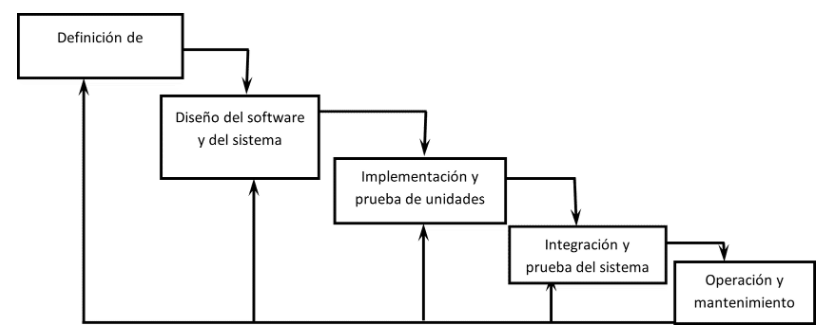 Definición de
Diseño del software
y del sistema
Implementación y
prueba de unidades
Integración y
prueba del sistema
Operación y
mantenimiento